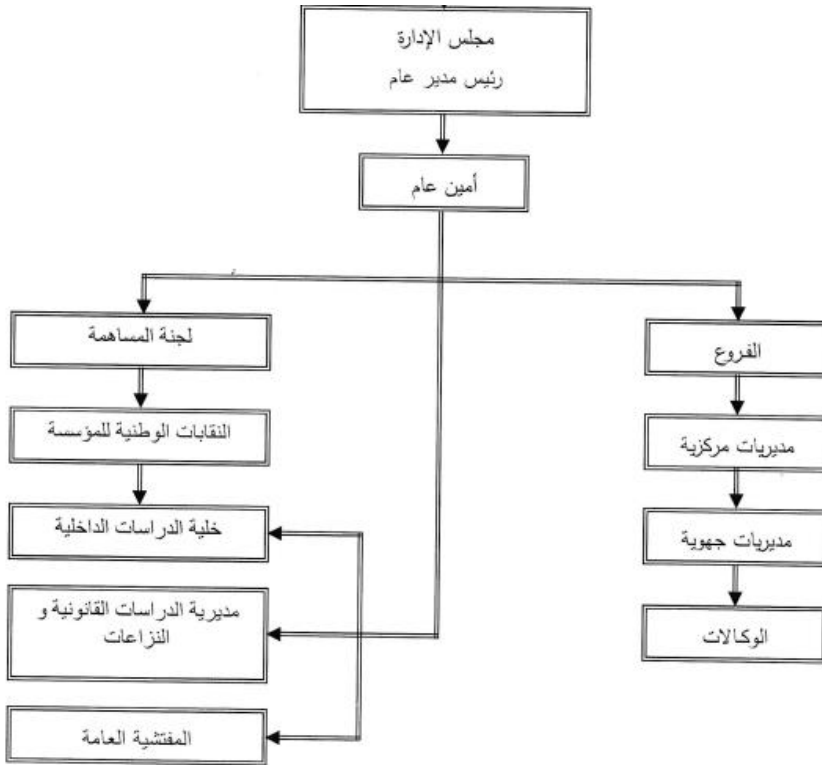 مجلس الإدارة
رئيس مدير عام
أمين عام
الفروع
مديريات مركزية
مديريات جهوية
الوكالات
لجنة المساهمة
النقابات الوطنية للمؤسسة
خلية الدراسات الداخلية
مديرية الدراسات القانونية و
النزاعات
المفتشية العامة